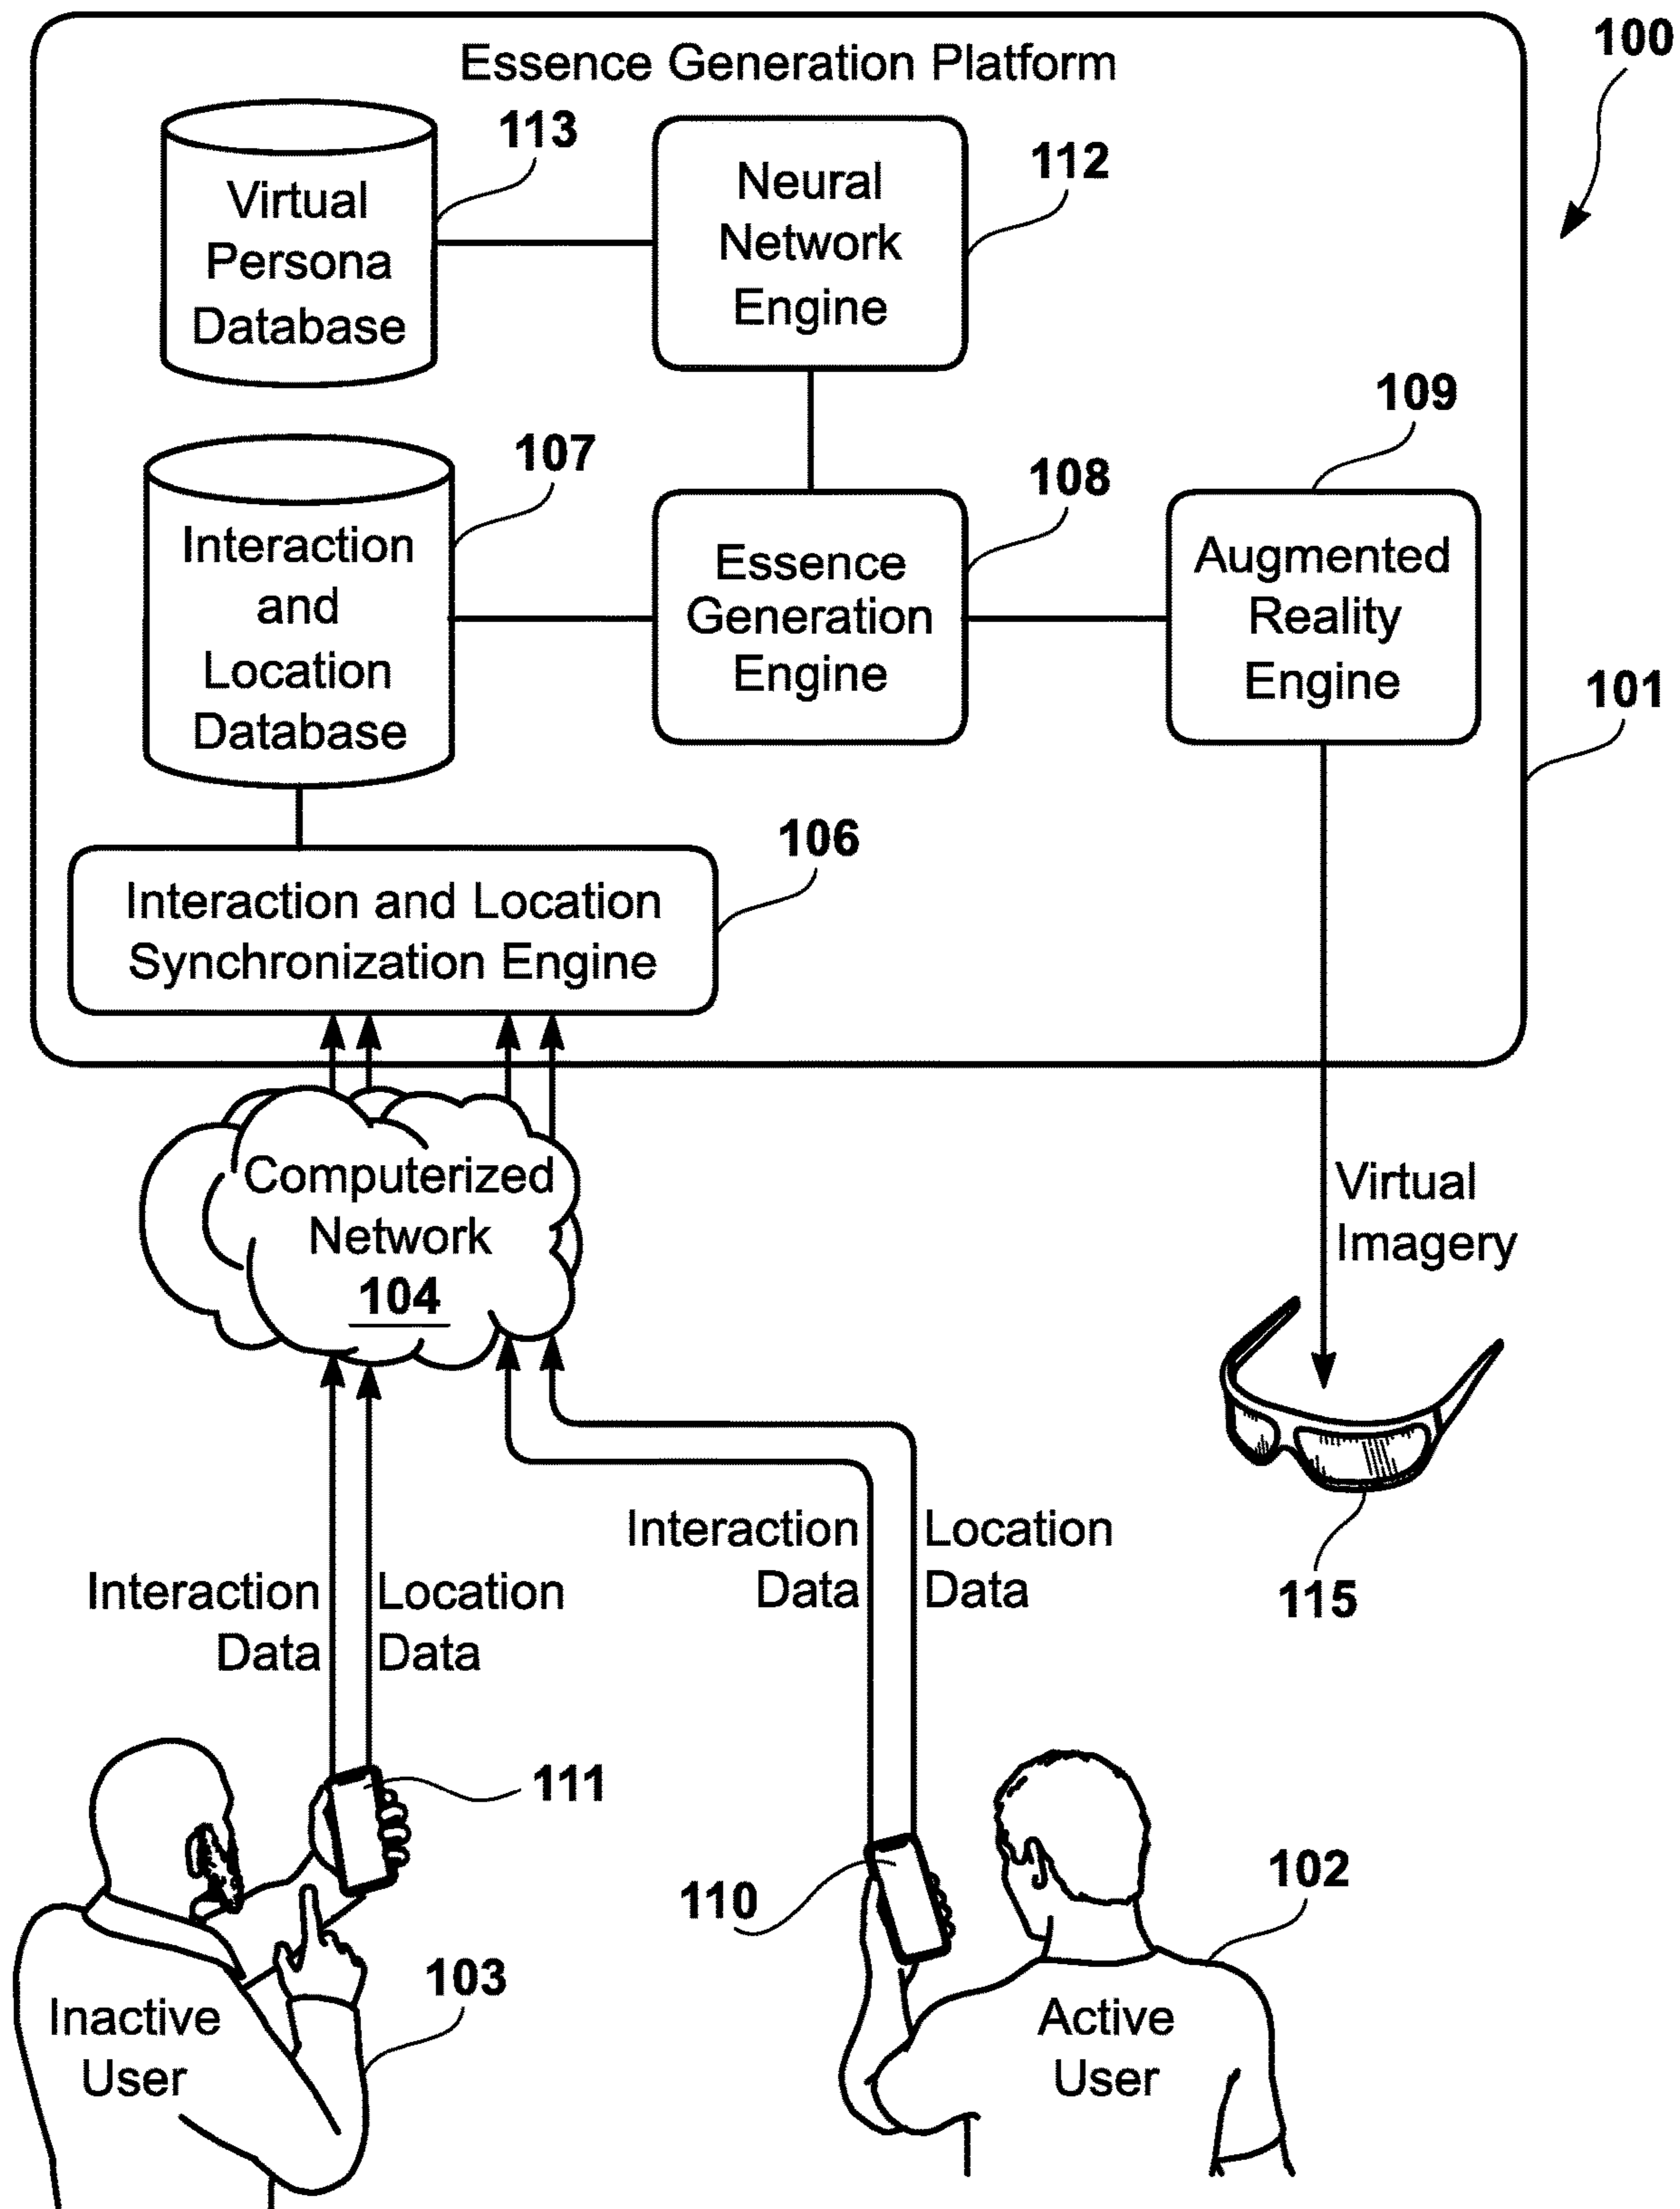 100
Essence Generation Platform
113
Virtual
Persona
Database
112
Neural
Network
Engine
107
Interaction
and
Location
Database
108
Essence
Generation
Engine
109
Augmented
Reality
Engine
101
106
Interaction and Location
Synchronization Engine
Computerized
Network
104
Virtual
Imagery
115
Interaction
Data
Location
Data
Interaction
Data
Location
Data
111
110
102
103
Inactive
User
Active
User